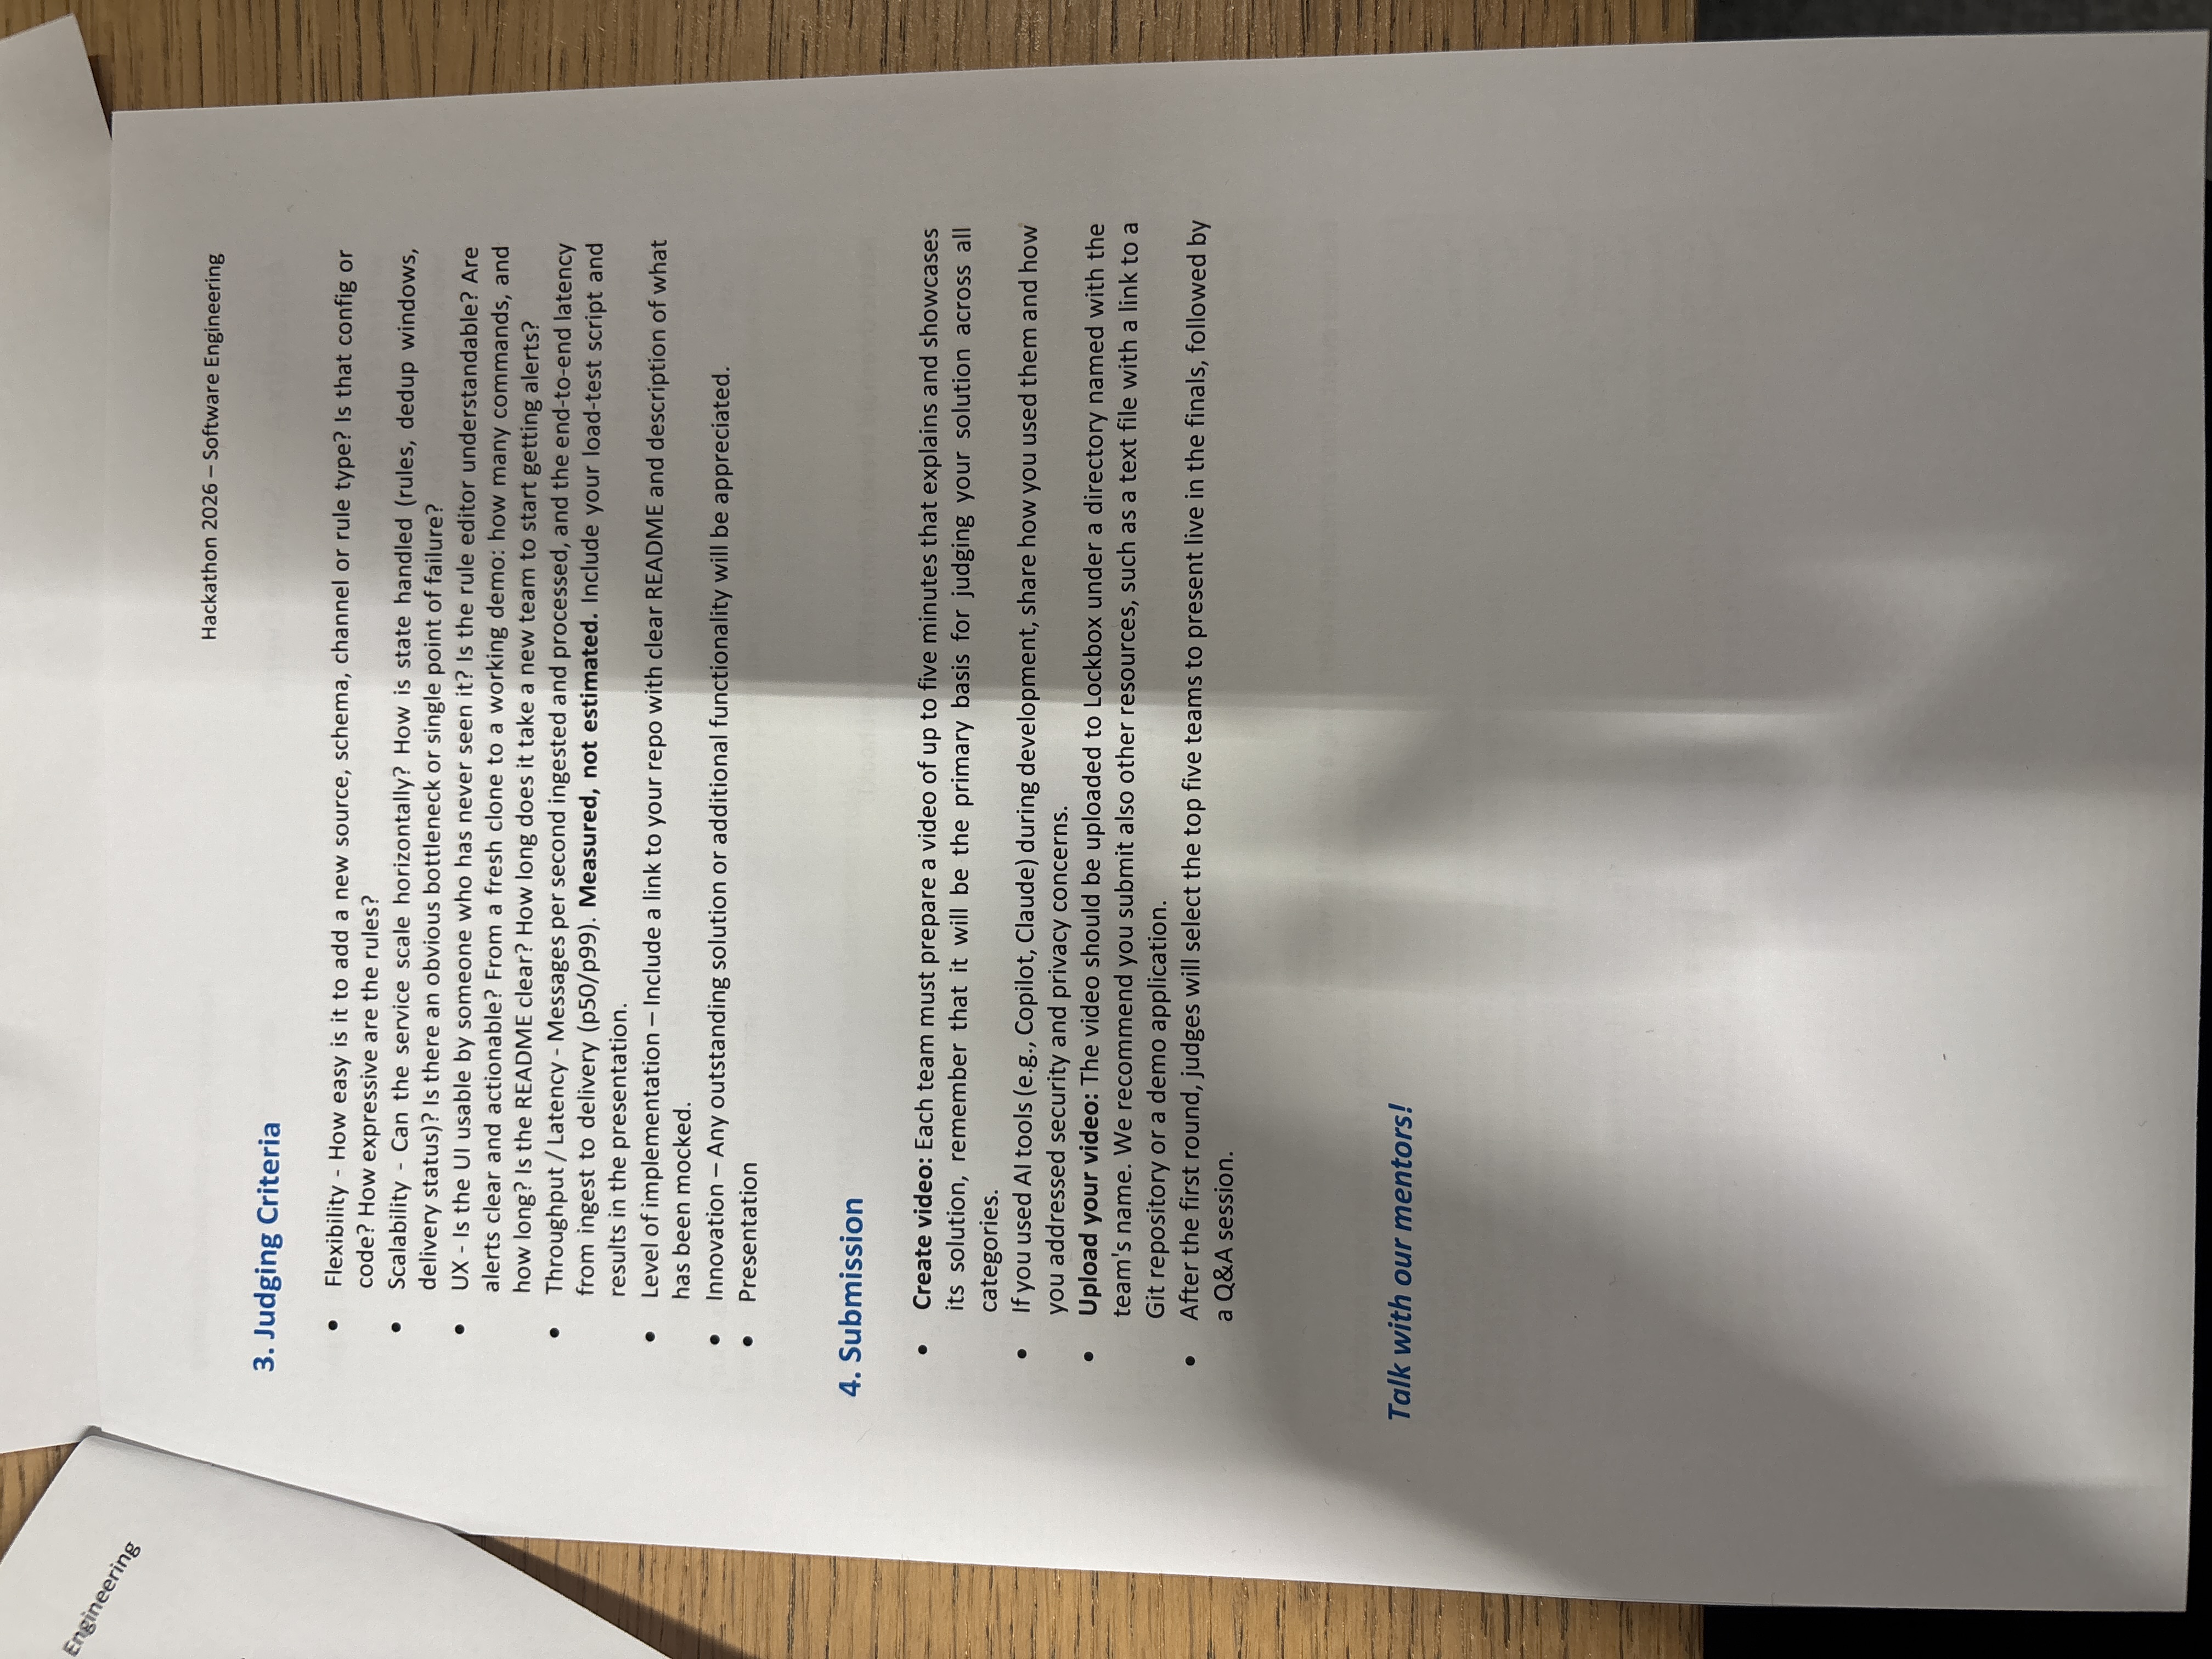 Engineering
Hackathon 2026 – Software Engineering
3. Judging Criteria
• Flexibility - How easy is it to add a new source, schema, channel or rule type? Is that config or
code? How expressive are the rules?
• Scalability - Can the service scale horizontally? How is state handled (rules, dedup windows,
delivery status)? Is there an obvious bottleneck or single point of failure?
• UX - Is the UI usable by someone who has never seen it? Is the rule editor understandable? Are
alerts clear and actionable? From a fresh clone to a working demo: how many commands, and
how long? Is the README clear? How long does it take a new team to start getting alerts?
• Throughput / Latency - Messages per second ingested and processed, and the end-to-end latency
from ingest to delivery (p50/p99). Measured, not estimated. Include your load-test script and
results in the presentation.
• Level of implementation – Include a link to your repo with clear README and description of what
has been mocked.
• Innovation – Any outstanding solution or additional functionality will be appreciated.
• Presentation
4. Submission
• Create video: Each team must prepare a video of up to five minutes that explains and showcases
its solution, remember that it will be the primary basis for judging your solution across all
categories.
• If you used AI tools (e.g., Copilot, Claude) during development, share how you used them and how
you addressed security and privacy concerns.
• Upload your video: The video should be uploaded to Lockbox under a directory named with the
team's name. We recommend you submit also other resources, such as a text file with a link to a
Git repository or a demo application.
• After the first round, judges will select the top five teams to present live in the finals, followed by
a Q&A session.
Talk with our mentors!